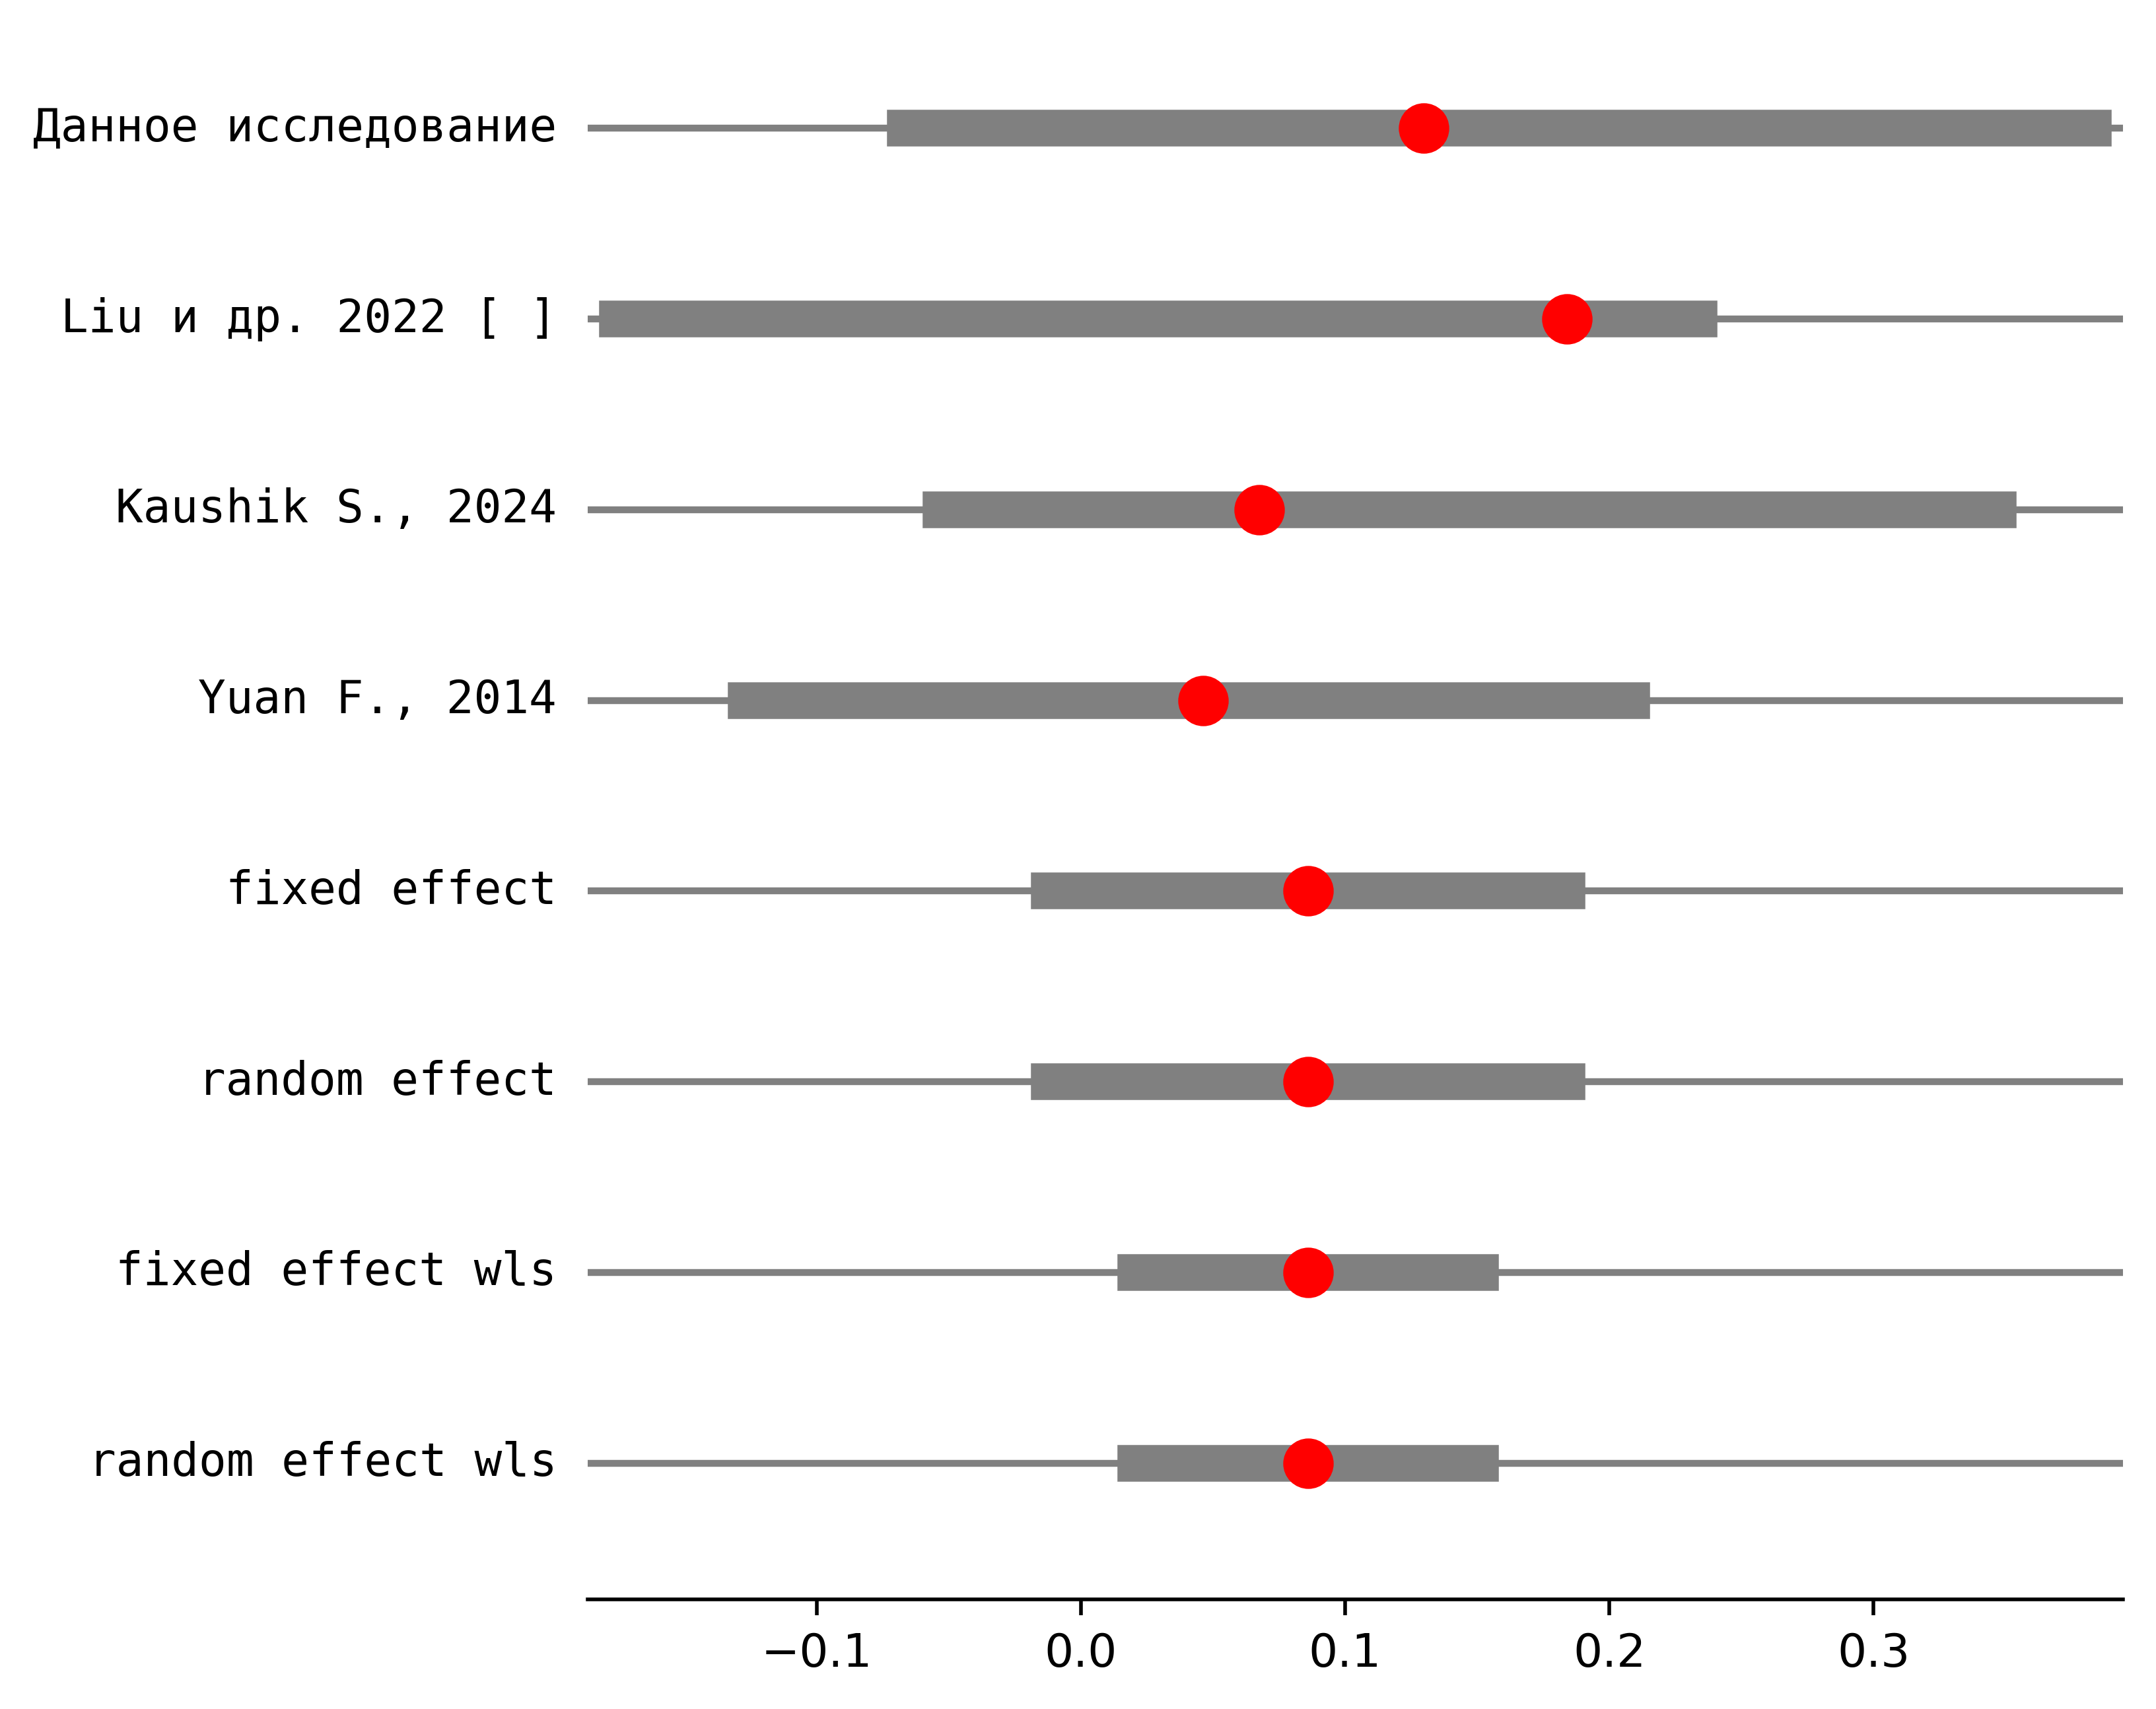 Данное исследование
Liu и др. 2022 [ ]
Kaushik S., 2024
Yuan F., 2014
fixed effect
random effect
fixed effect wls
random effect wls
−0.1 0.0 0.1 0.2 0.3